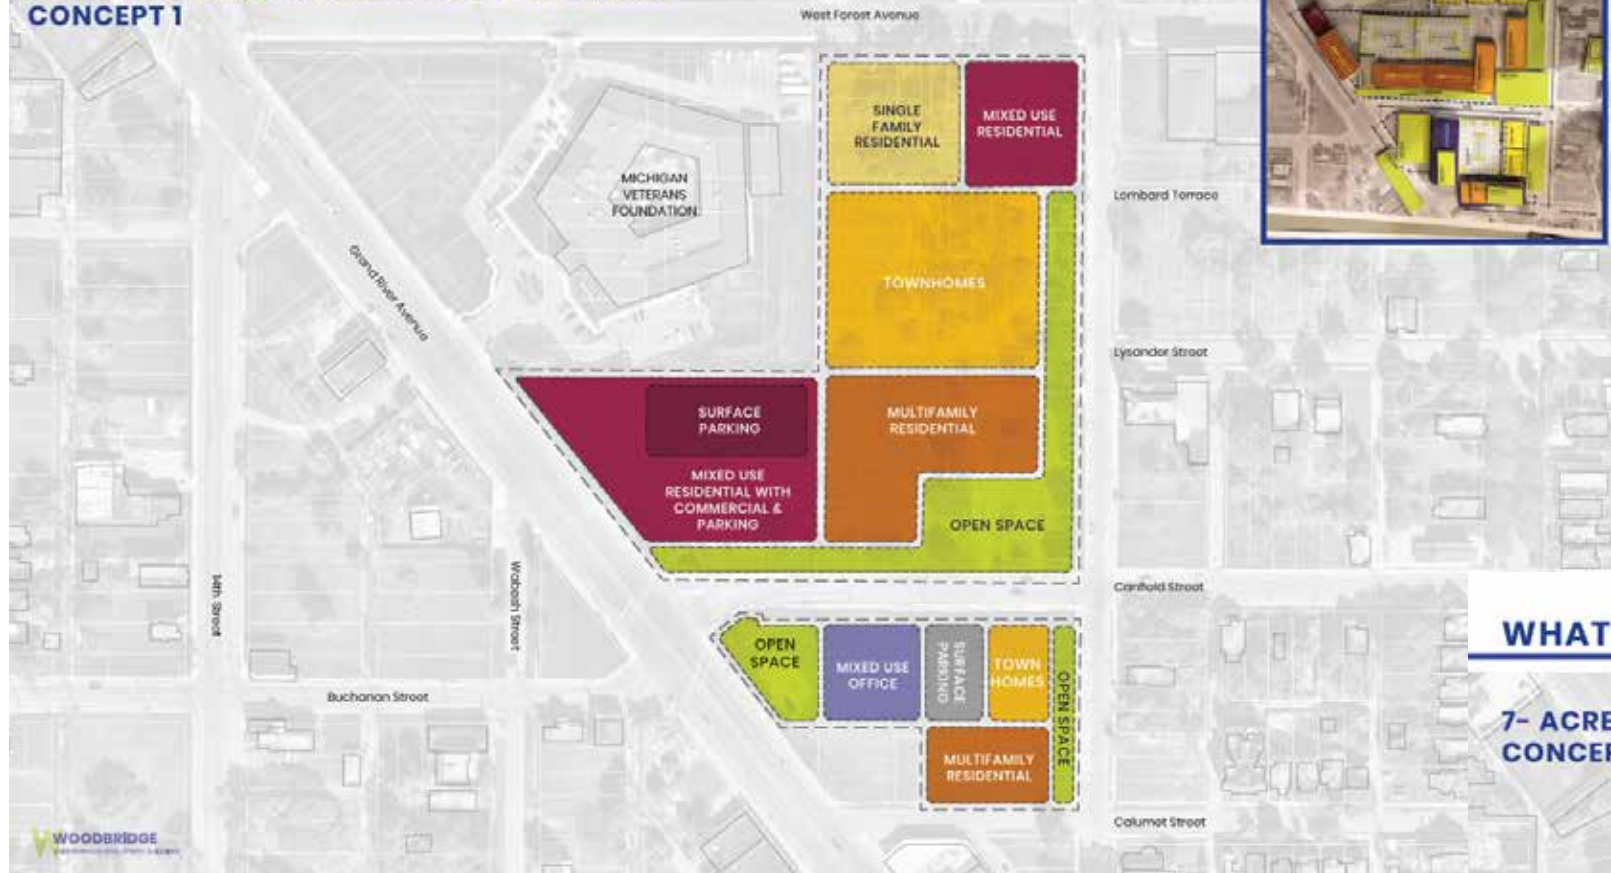 CONCEPT 1
West Forest Avenue
SINGLE
FAMILY
RESIDENTIAL
MIXED USE
RESIDENTIAL
MICHIGAN
VETERANS
FOUNDATION
Lombard Terrace
Grand River Avenue
TOWNHOMES
Lysander Street
SURFACE
PARKING
MULTIFAMILY
RESIDENTIAL
MIXED USE
RESIDENTIAL WITH
COMMERCIAL &
PARKING
OPEN SPACE
14th Street
Wabash Street
Canfield Street
OPEN
SPACE
MIXED USE
OFFICE
SURFACE
PARKING
TOWN
HOMES
OPEN SPACE
WHAT
Buchanan Street
7- ACRE
CONCEP
MULTIFAMILY
RESIDENTIAL
Calumet Street
WOODBRIDGE